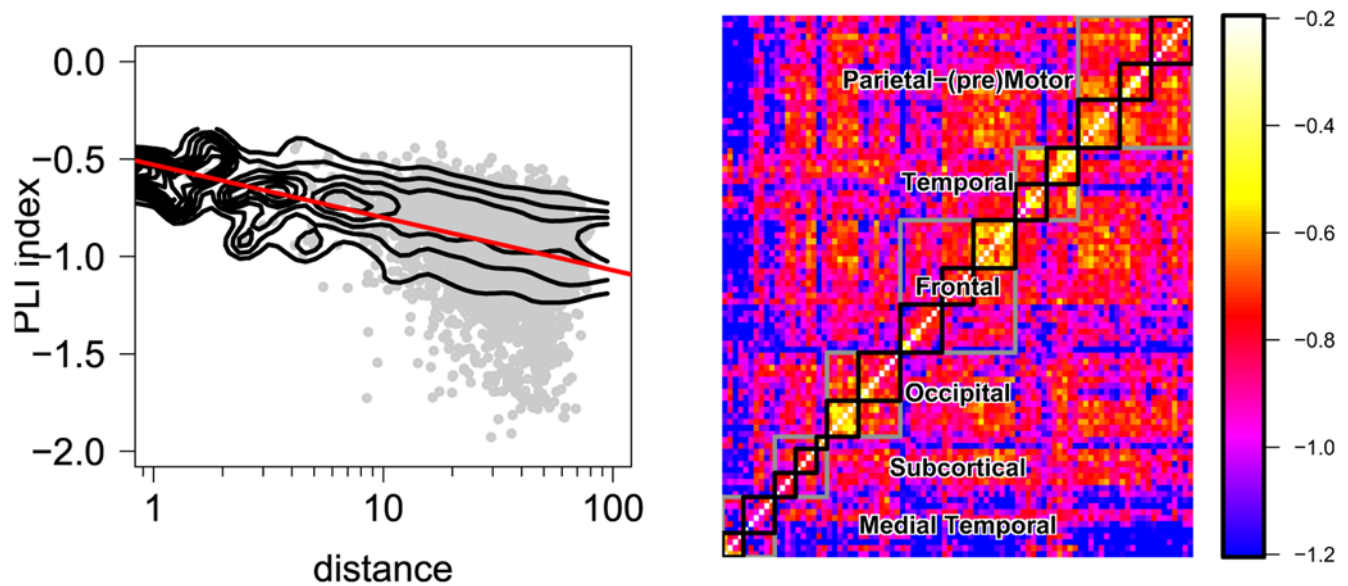 PLI index
0.0
−0.5
−1.0
−1.5
−2.0
1
10
100
distance
Parietal−(pre)Motor
Temporal
Frontal
Occipital
Subcortical
Medial Temporal
−0.2
−0.4
−0.6
−0.8
−1.0
−1.2